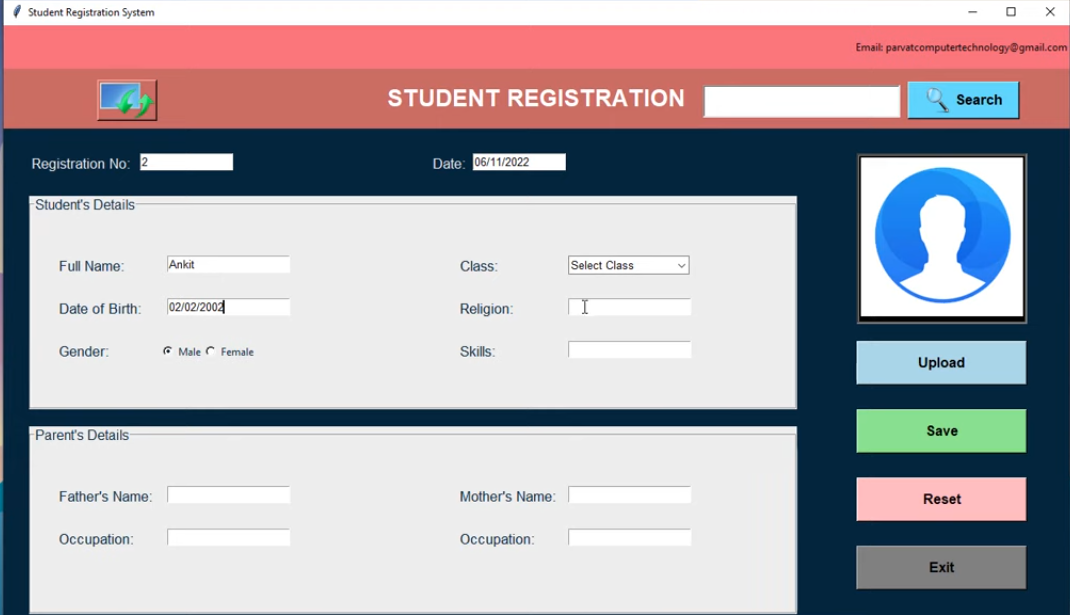 Student Registration System
Email: parvatcomputertechnology@gmail.com
STUDENT REGISTRATION Search
Registration No: 2 Date: 06/11/2022
Student's Details
Full Name: Ankit Class: Select Class
Date of Birth: 02/02/2002 Religion:
Gender: Male Female Skills:
Upload
Save
Parent's Details
Father's Name: Mother's Name:
Reset
Occupation: Occupation:
Exit